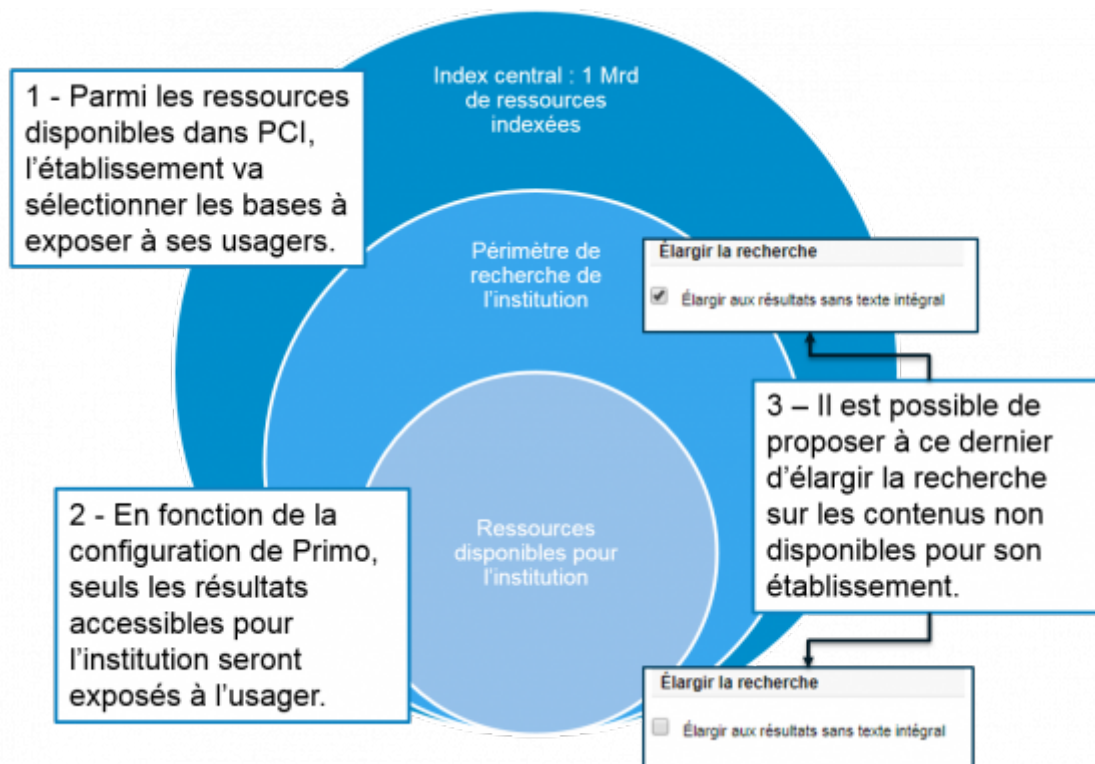 Index central : 1 Mrd
de ressources
indexées
1 - Parmi les ressources
disponibles dans PCI,
l'établissement va
sélectionner les bases à
exposer à ses usagers.
Périmètre de
recherche de
l'institution
Élargir la recherche
Élargir aux résultats sans texte intégral
3 – Il est possible de
proposer à ce dernier
d'élargir la recherche
sur les contenus non
disponibles pour son
établissement.
2 - En fonction de la
configuration de Primo,
seuls les résultats
accessibles pour
l'institution seront
exposés à l'usager.
Ressources
disponibles pour
l'institution
Élargir la recherche
Élargir aux résultats sans texte intégral